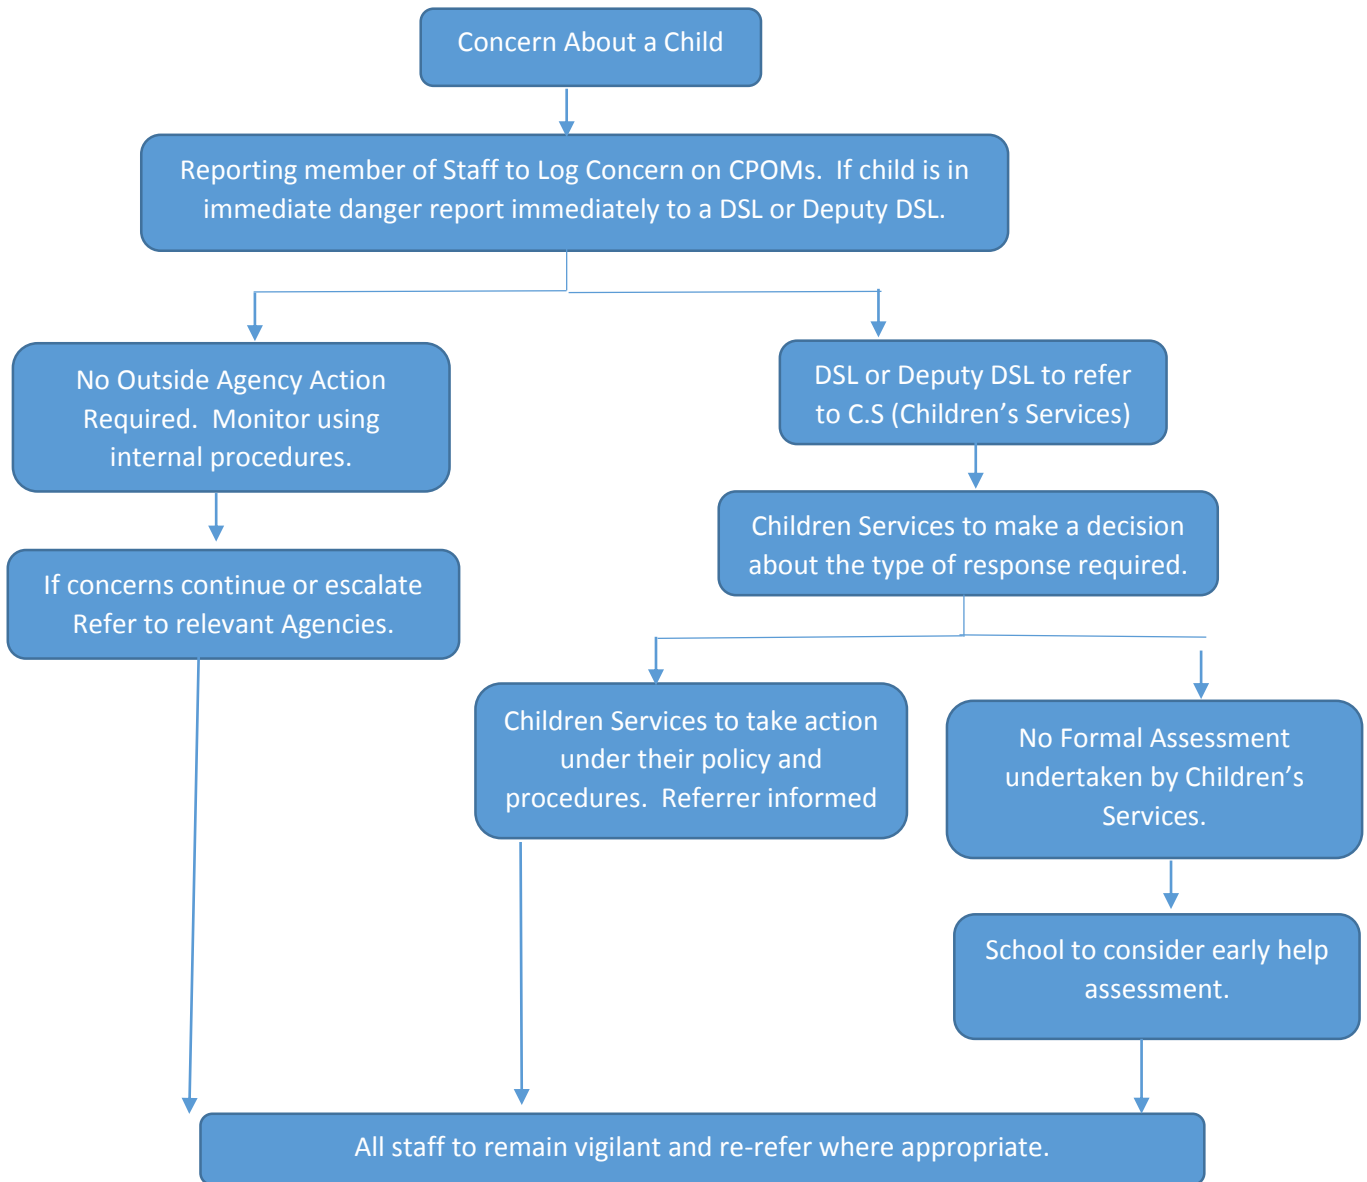 Concern About a Child
Reporting member of Staff to Log Concern on CPOMs.  If child is in
immediate danger report immediately to a DSL or Deputy DSL.
No Outside Agency Action
Required.  Monitor using
internal procedures.
DSL or Deputy DSL to refer
to C.S (Children’s Services)
If concerns continue or escalate
Refer to relevant Agencies.
Children Services to make a decision
about the type of response required.
Children Services to take action
under their policy and
procedures.  Referrer informed
No Formal Assessment
undertaken by Children’s
Services.
School to consider early help
assessment.
All staff to remain vigilant and re-refer where appropriate.